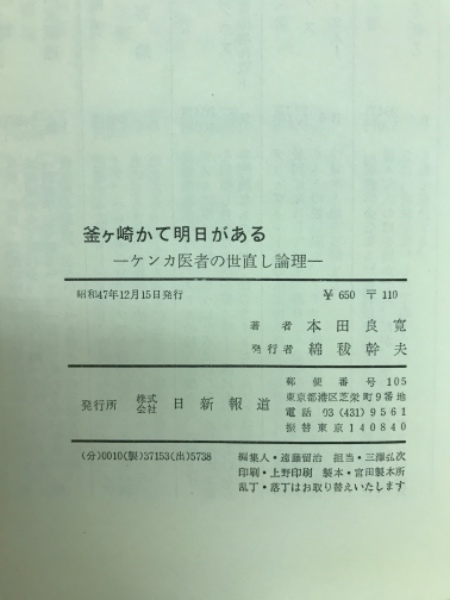 釜ヶ崎かて明日がある
―ケンカ医者の世直し論理―
昭和47年12月15日発行 ￥650 〒110
著者 本田良寛
発行者 綿秡幹夫
発行所 株式会社 日新報道
郵便番号105
東京都港区芝栄町9番地
電話 03(431)9561
振替東京140840
(分)0010(製)37153(出)5738
編集人・遠藤留治 担当・三澤弘次
印刷・上野印刷 製本・宮田製本所
乱丁・落丁はお取り替えいたします